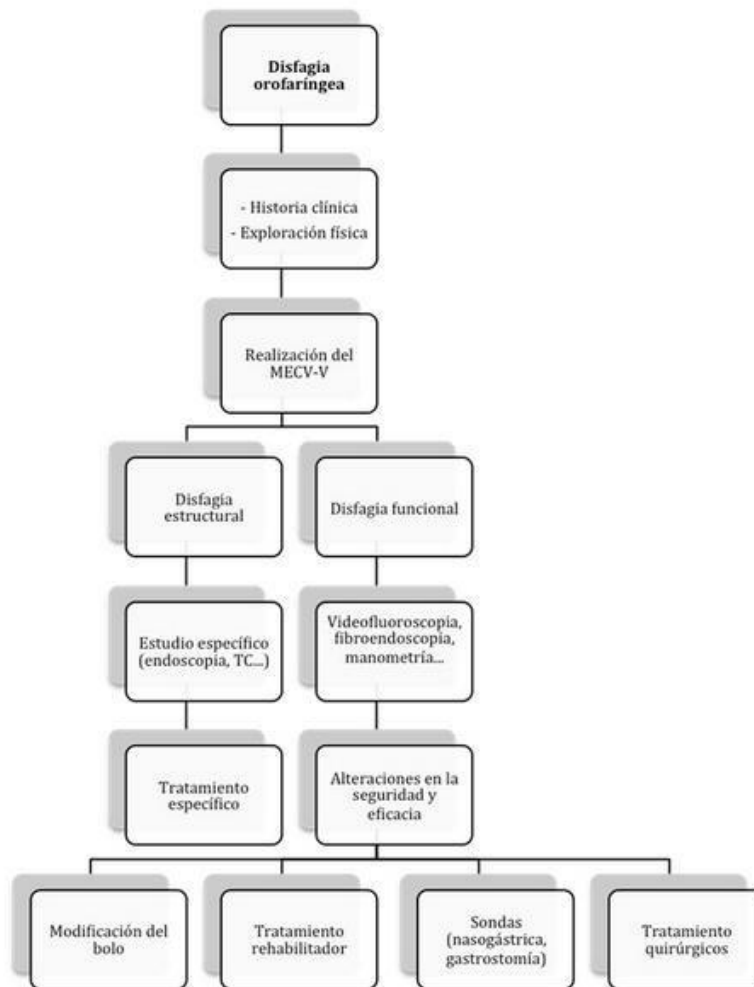 Disfagia
orofaríngea
- Historia clínica
- Exploración física
Realización del
MECV-V
Disfagia
estructural
Disfagia funcional
Estudio específico
(endoscopia, TC...)
Videofluoroscopia,
fibroendoscopia,
manometría...
Tratamiento
específico
Alteraciones en la
seguridad y
eficacia
Modificación del
bolo
Tratamiento
rehabilitador
Sondas
(nasogástrica,
gastrostomía)
Tratamiento
quirúrgicos